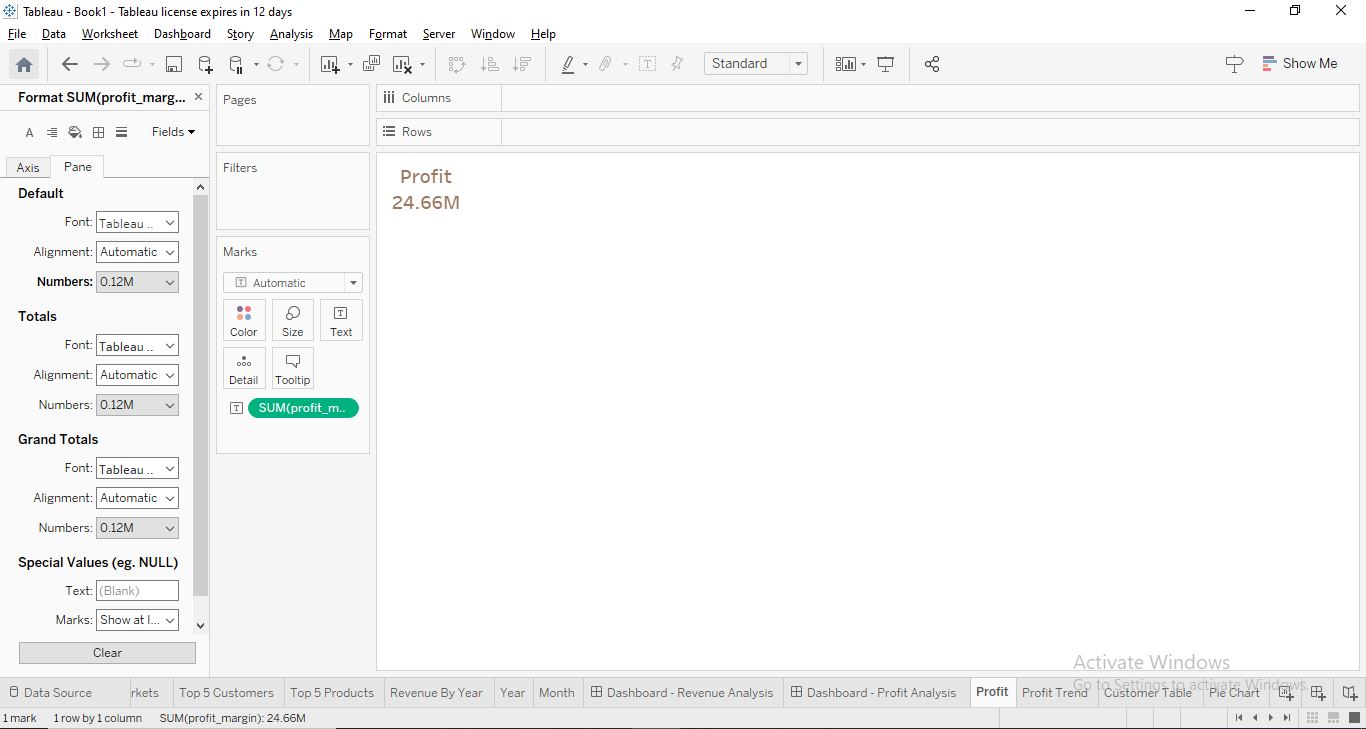 Tableau - Book1 - Tableau license expires in 12 days
File Data Worksheet Dashboard Story Analysis Map Format Server Window Help
Standard
Show Me
Format SUM(profit_marg...
Fields
Axis Pane
Default
Font: Tableau ..
Alignment: Automatic
Numbers: 0.12M
Totals
Font: Tableau ..
Alignment: Automatic
Numbers: 0.12M
Grand Totals
Font: Tableau ..
Alignment: Automatic
Numbers: 0.12M
Special Values (eg. NULL)
Text: (Blank)
Marks: Show at l...
Clear
Pages
Filters
Marks
Automatic
Color Size Text
Detail Tooltip
SUM(profit_m..
Columns
Rows
Profit
24.66M
Activate Windows
Go to Settings to activate Windows.
Data Source rkets Top 5 Customers Top 5 Products Revenue By Year Year Month Dashboard - Revenue Analysis Dashboard - Profit Analysis Profit Profit Trend Customer Table Pie Chart
1 mark 1 row by 1 column SUM(profit_margin): 24.66M